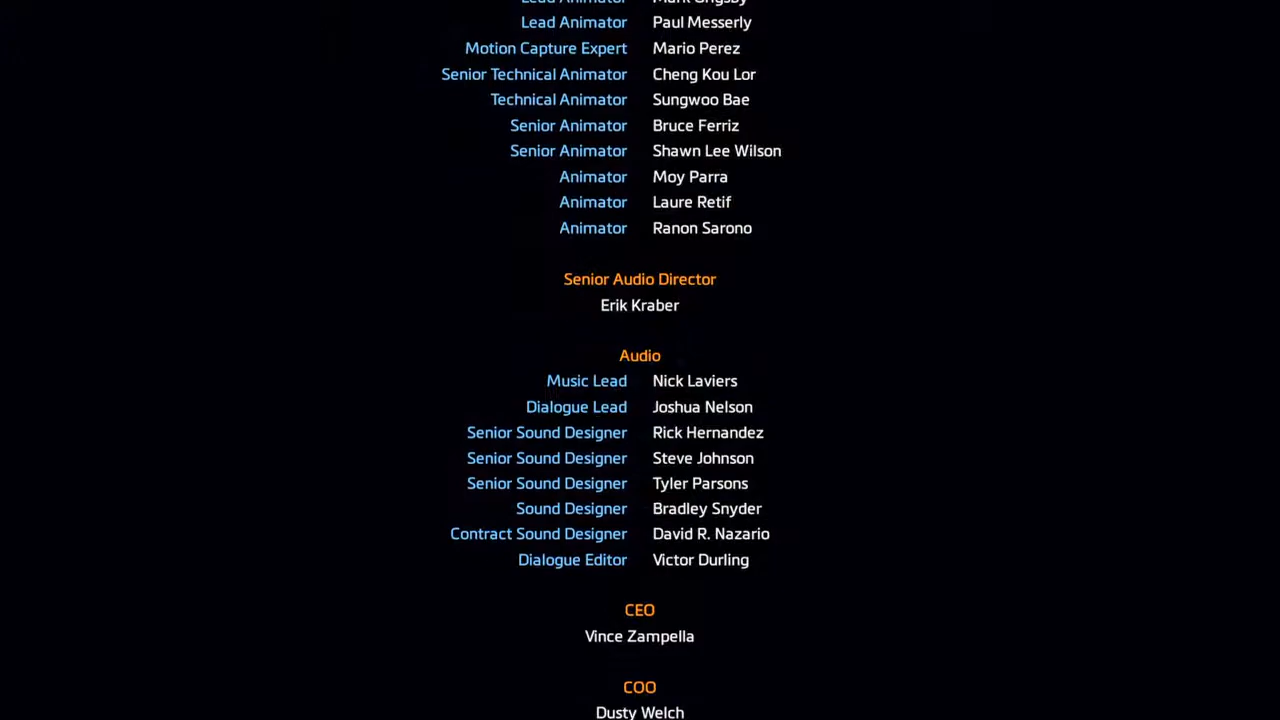 Lead Animator Mark Grigsby
Lead Animator Paul Messerly
Motion Capture Expert Mario Perez
Senior Technical Animator Cheng Kou Lor
Technical Animator Sungwoo Bae
Senior Animator Bruce Ferriz
Senior Animator Shawn Lee Wilson
Animator Moy Parra
Animator Laure Retif
Animator Ranon Sarono
Senior Audio Director
Erik Kraber
Audio
Music Lead Nick Laviers
Dialogue Lead Joshua Nelson
Senior Sound Designer Rick Hernandez
Senior Sound Designer Steve Johnson
Senior Sound Designer Tyler Parsons
Sound Designer Bradley Snyder
Contract Sound Designer David R. Nazario
Dialogue Editor Victor Durling
CEO
Vince Zampella
COO
Dusty Welch